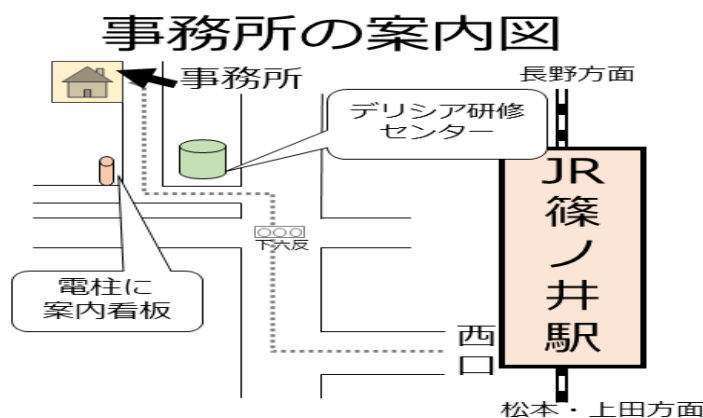 事務所の案内図
事務所
長野方面
デリシア研修
センター
JR篠ノ井駅
下六反
電柱に
案内看板
西口
松本・上田方面